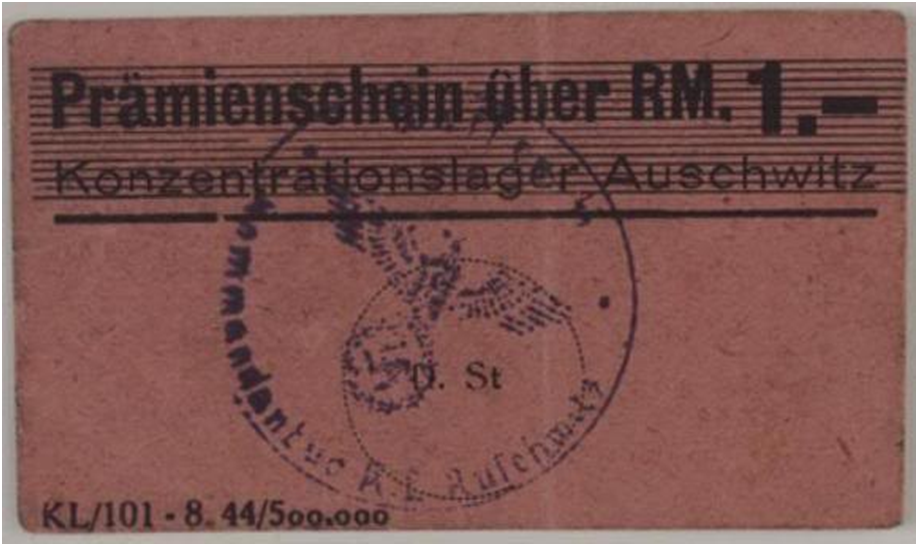 Prämienschein über RM. 1.—
Konzentrationslager Auschwitz
Kommandantur K. L. Auschwitz
D. St
KL/101 - 8. 44/500.000